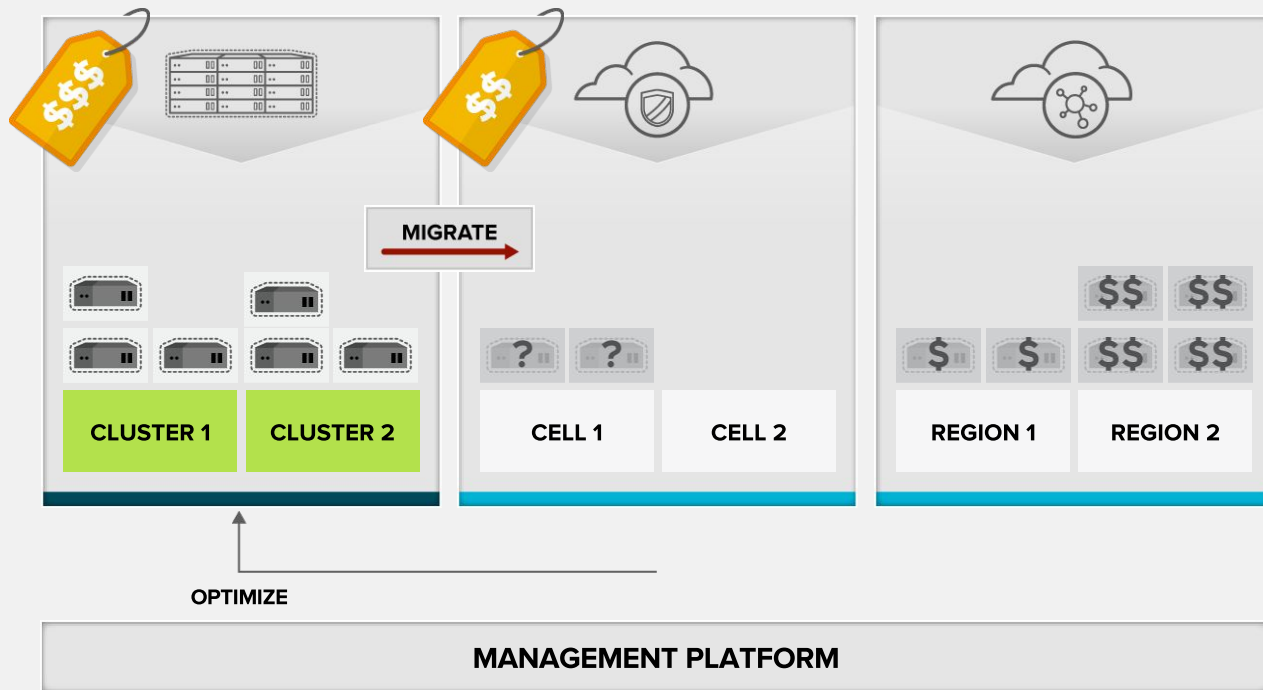 $$$
$$
MIGRATE
$$ $$
? ? $ $ $$ $$
CLUSTER 1 CLUSTER 2 CELL 1 CELL 2 REGION 1 REGION 2
OPTIMIZE
MANAGEMENT PLATFORM